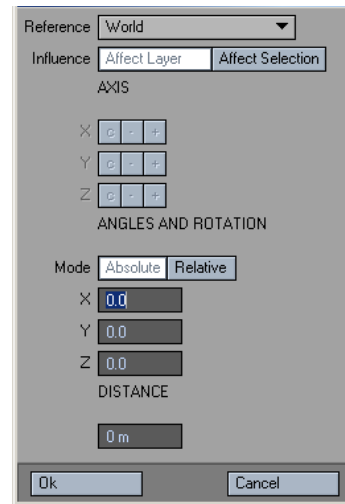 Reference World
Influence Affect Layer Affect Selection
AXIS
X c - +
Y c - +
Z c - +
ANGLES AND ROTATION
Mode Absolute Relative
X 0.0
Y 0.0
Z 0.0
DISTANCE
0 m
Ok Cancel